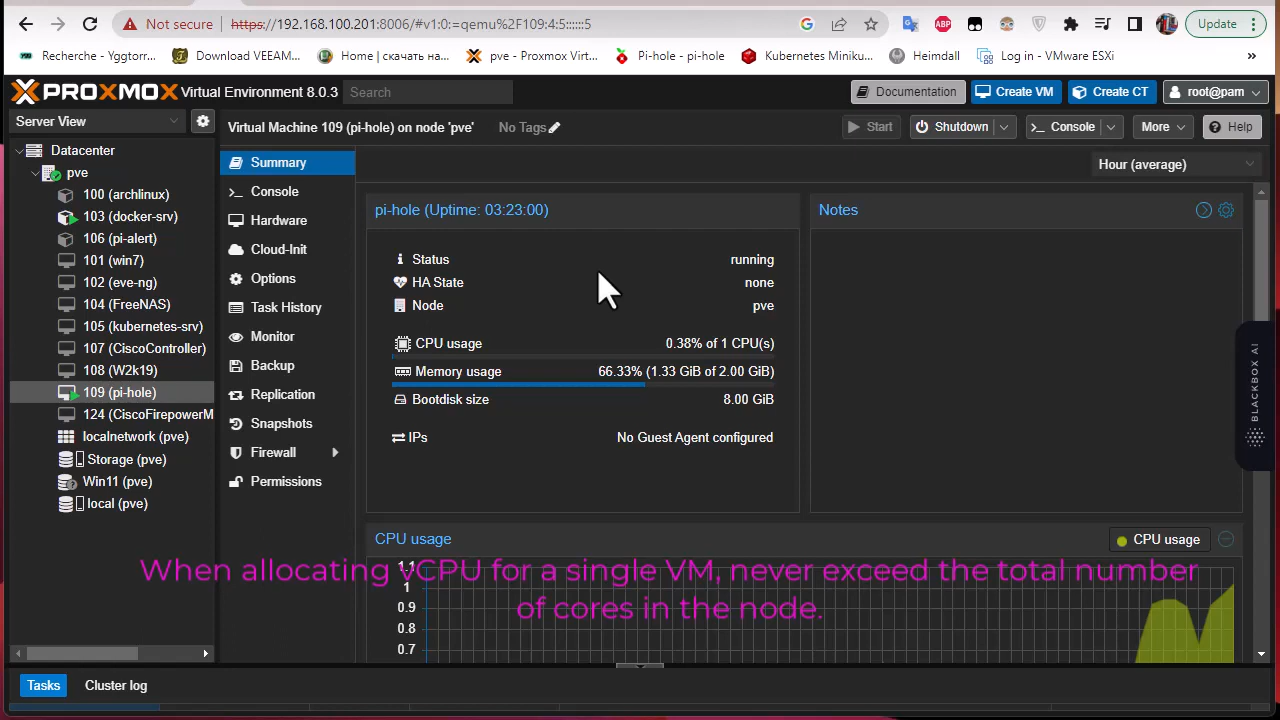 Not secure https://192.168.100.201:8006/#v1:0:=qemu%2F109:4:5::::::5 ABP Update
Recherche - Yggtorr... Download VEEAM... Home | скачать на... pve - Proxmox Virt... Pi-hole - pi-hole Kubernetes Miniku... Heimdall Log in - VMware ESXi »
PROXMOX Virtual Environment 8.0.3 Search Documentation Create VM Create CT root@pam
Server View
Virtual Machine 109 (pi-hole) on node 'pve' No Tags Start Shutdown Console More Help
Datacenter
pve
100 (archlinux)
103 (docker-srv)
106 (pi-alert)
101 (win7)
102 (eve-ng)
104 (FreeNAS)
105 (kubernetes-srv)
107 (CiscoController)
108 (W2k19)
109 (pi-hole)
124 (CiscoFirepowerM
localnetwork (pve)
Storage (pve)
Win11 (pve)
local (pve)
Summary
Console
Hardware
Cloud-Init
Options
Task History
Monitor
Backup
Replication
Snapshots
Firewall
Permissions
Hour (average)
pi-hole (Uptime: 03:23:00)
Status running
HA State none
Node pve
CPU usage 0.38% of 1 CPU(s)
Memory usage 66.33% (1.33 GiB of 2.00 GiB)
Bootdisk size 8.00 GiB
IPs No Guest Agent configured
Notes
BLACKBOX AI
CPU usage CPU usage
1.1
1
0.9
0.8
0.7
When allocating vCPU for a single VM, never exceed the total number
of cores in the node.
Tasks Cluster log